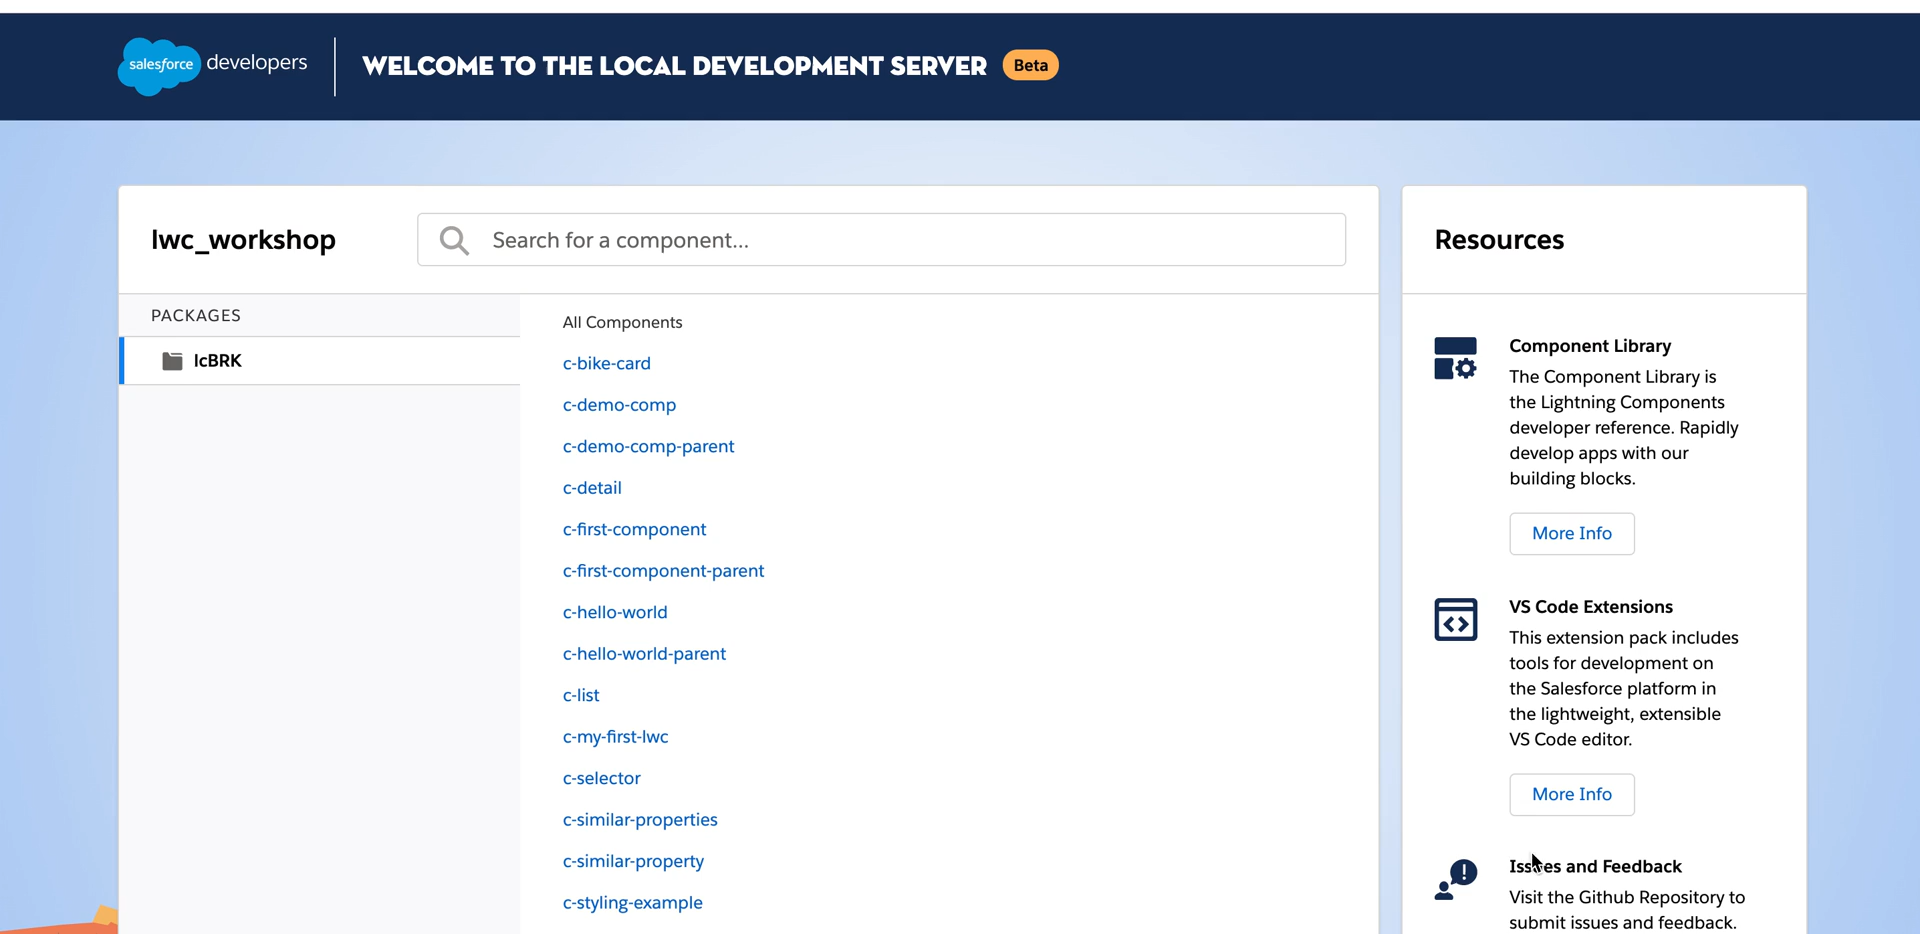 salesforce developers
WELCOME TO THE LOCAL DEVELOPMENT SERVER Beta
lwc_workshop
Search for a component...
PACKAGES
lcBRK
All Components
c-bike-card
c-demo-comp
c-demo-comp-parent
c-detail
c-first-component
c-first-component-parent
c-hello-world
c-hello-world-parent
c-list
c-my-first-lwc
c-selector
c-similar-properties
c-similar-property
c-styling-example
Resources
Component Library
The Component Library is
the Lightning Components
developer reference. Rapidly
develop apps with our
building blocks.
More Info
VS Code Extensions
This extension pack includes
tools for development on
the Salesforce platform in
the lightweight, extensible
VS Code editor.
More Info
Issues and Feedback
Visit the Github Repository to
submit issues and feedback.